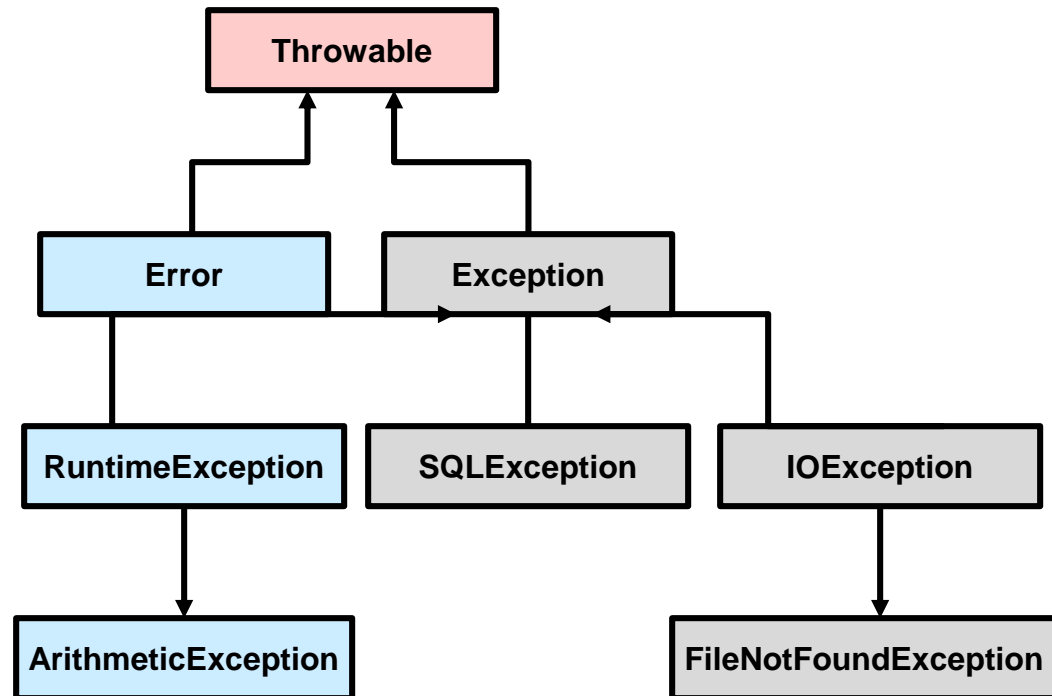 Throwable
Error
Exception
RuntimeException
SQLException
IOException
ArithmeticException
FileNotFoundException